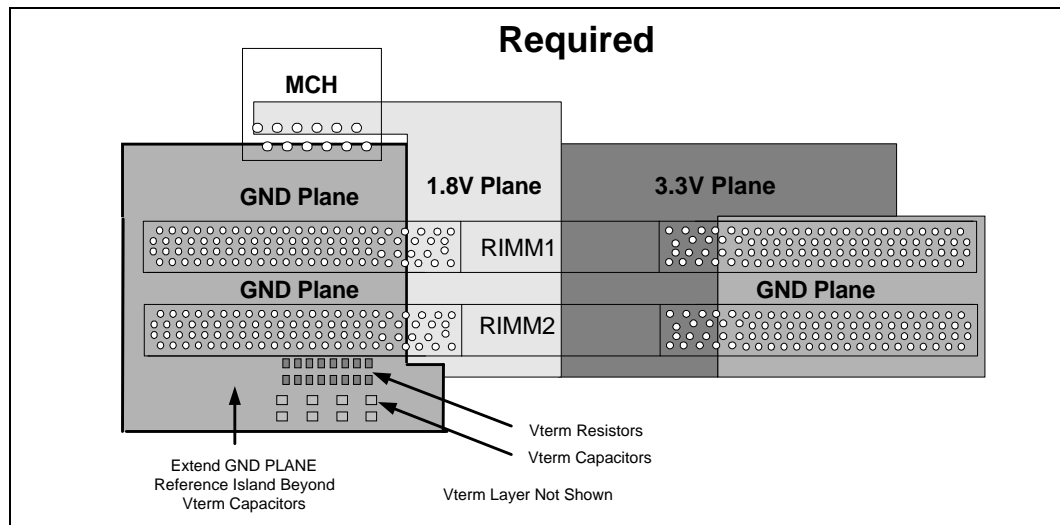 Required
MCH
GND Plane
1.8V Plane
3.3V Plane
RIMM1
GND Plane
GND Plane
RIMM2
Vterm Resistors
Vterm Capacitors
Extend GND PLANE
Reference Island Beyond
Vterm Capacitors
Vterm Layer Not Shown